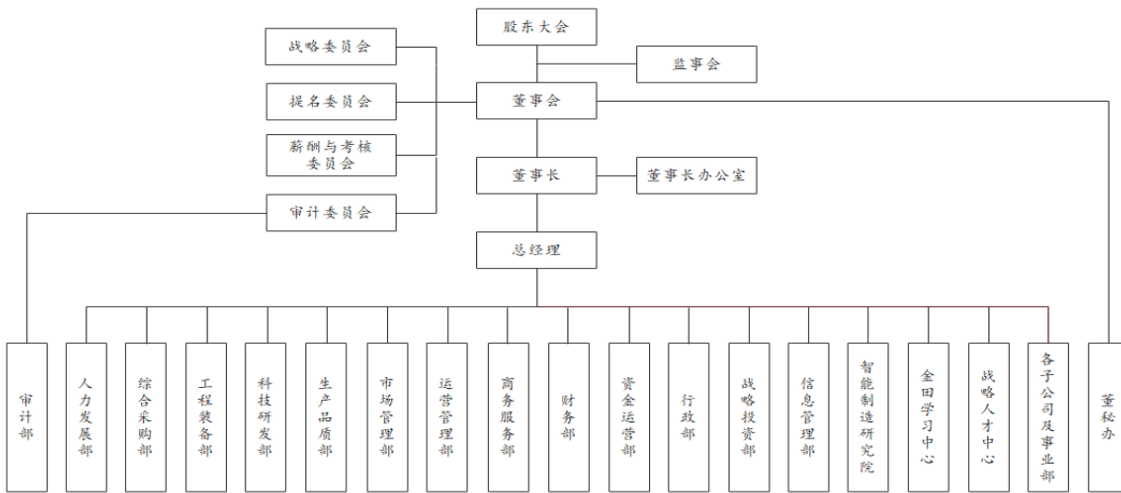 股东大会
战略委员会
监事会
提名委员会
董事会
薪酬与考核
委员会
董事长
董事长办公室
审计委员会
总经理
审计部
人力发展部
综合采购部
工程装备部
科技研发部
生产品质部
市场管理部
运营管理部
商务服务部
财务部
资金运营部
行政部
战略投资部
信息管理部
智能制造研究院
金田学习中心
战略人才中心
各子公司及事业部
董秘办